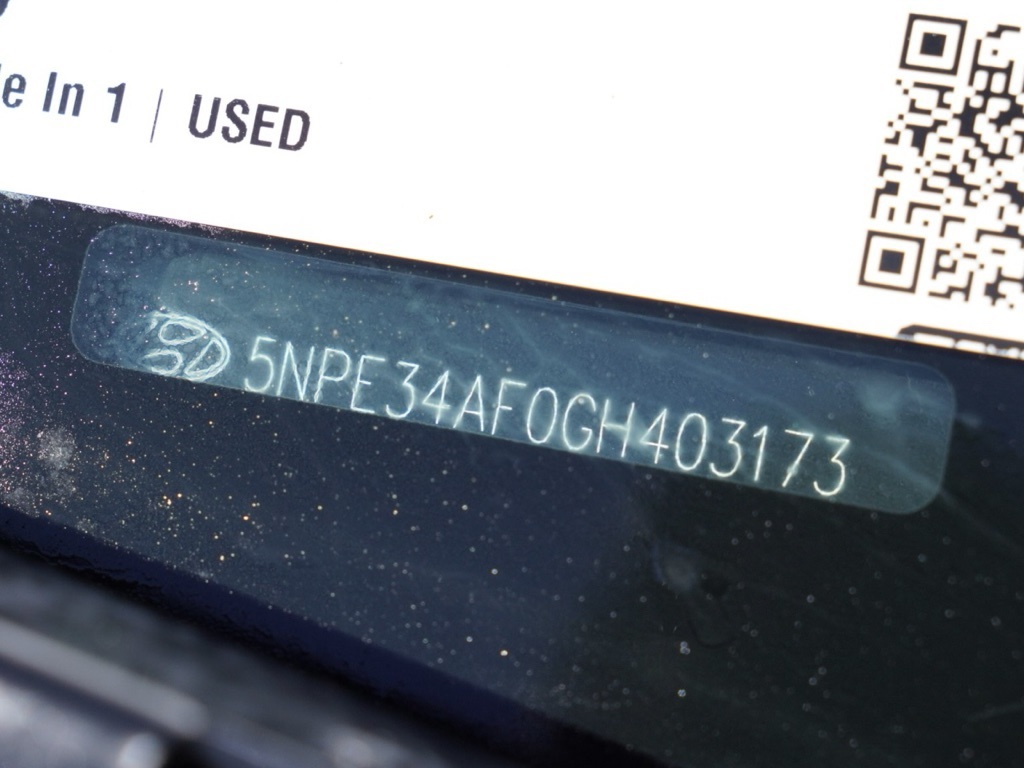 In 1 | USED
5NPE34AF0GH403173